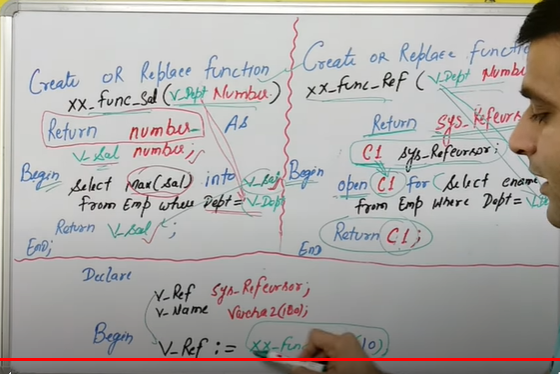 Create OR Replace function
xx_func_Sal (V_Dept Number)
Return number AS
V_Sal number;
Begin
Select Max(Sal) into V_Sal
from Emp where Dept = V_Dept
Return V_Sal ;
End;
Create OR Replace function
xx_func_Ref ( V_Dept Number
Return Sys_Refcurs
C1 Sys_Refcursor;
Begin
open C1 for Select ename
from Emp where Dept =
Return C1 ;
End
Declare
V_Ref Sys_Refcursor;
V_Name Varchar2(100);
Begin
V_Ref := xx_func (10)